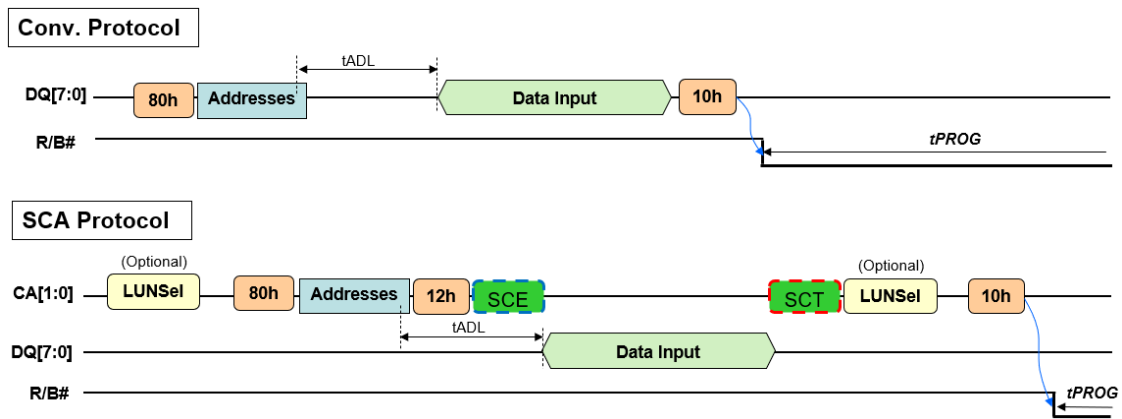 Conv. Protocol
tADL
DQ[7:0] 80h Addresses Data Input 10h
R/B#
tPROG
SCA Protocol
(Optional) (Optional)
CA[1:0] LUNSel 80h Addresses 12h SCE SCT LUNSel 10h
tADL
DQ[7:0] Data Input
R/B# tPROG